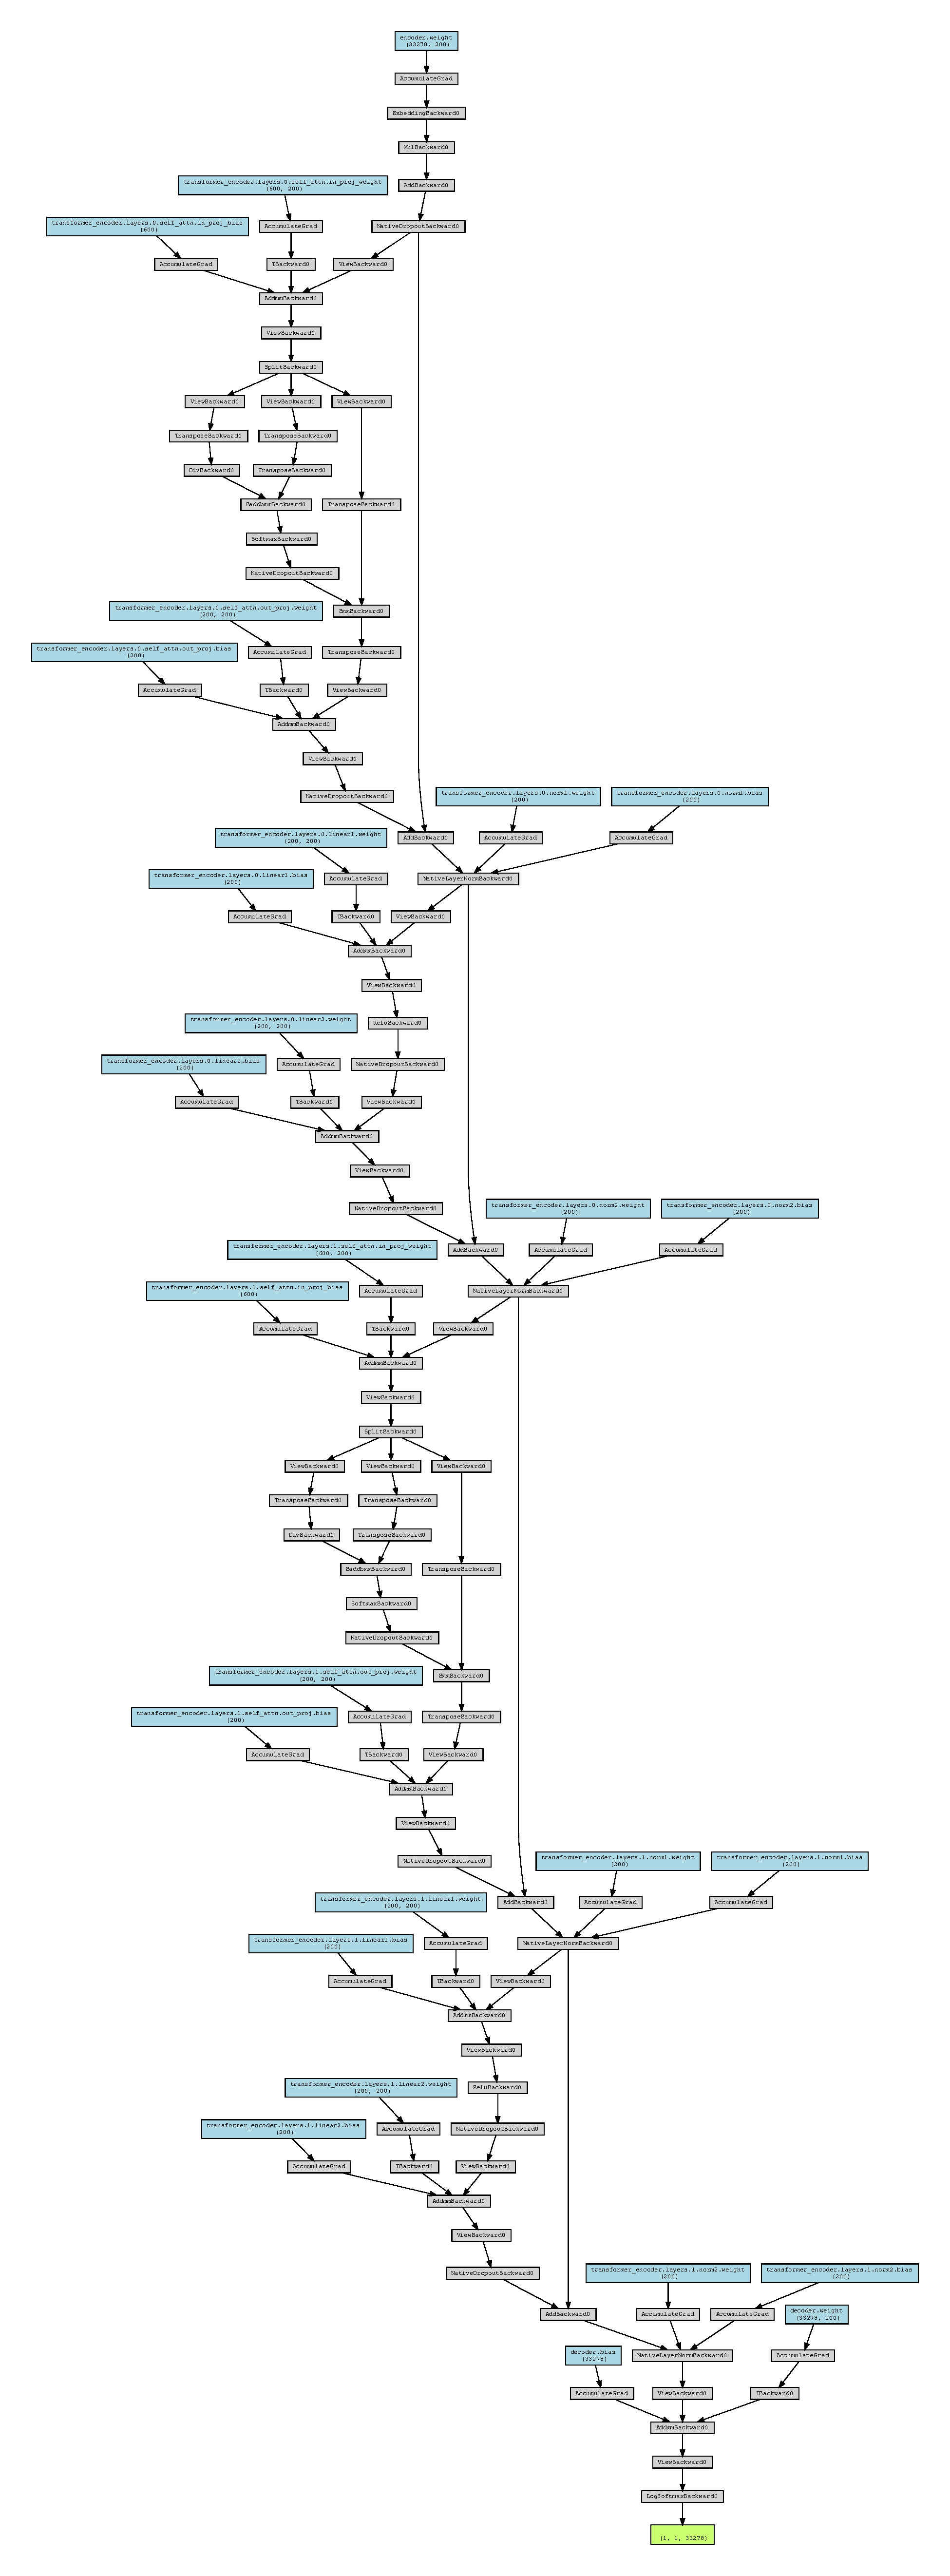 encoder.weight
(33278, 200)
AccumulateGrad
EmbeddingBackward0
MulBackward0
AddBackward0
transformer_encoder.layers.0.self_attn.in_proj_weight
(600, 200)
transformer_encoder.layers.0.self_attn.in_proj_bias
(600)
AccumulateGrad
NativeDropoutBackward0
AccumulateGrad
TBackward0
ViewBackward0
AddmmBackward0
ViewBackward0
SplitBackward0
ViewBackward0
ViewBackward0
ViewBackward0
TransposeBackward0
TransposeBackward0
DivBackward0
TransposeBackward0
BaddbmmBackward0
TransposeBackward0
SoftmaxBackward0
NativeDropoutBackward0
transformer_encoder.layers.0.self_attn.out_proj.weight
(200, 200)
BmmBackward0
transformer_encoder.layers.0.self_attn.out_proj.bias
(200)
AccumulateGrad
TransposeBackward0
AccumulateGrad
TBackward0
ViewBackward0
AddmmBackward0
ViewBackward0
NativeDropoutBackward0
transformer_encoder.layers.0.norm1.weight
(200)
transformer_encoder.layers.0.norm1.bias
(200)
transformer_encoder.layers.0.linear1.weight
(200, 200)
AddBackward0
AccumulateGrad
AccumulateGrad
transformer_encoder.layers.0.linear1.bias
(200)
AccumulateGrad
NativeLayerNormBackward0
AccumulateGrad
TBackward0
ViewBackward0
AddmmBackward0
ViewBackward0
transformer_encoder.layers.0.linear2.weight
(200, 200)
ReluBackward0
transformer_encoder.layers.0.linear2.bias
(200)
AccumulateGrad
NativeDropoutBackward0
AccumulateGrad
TBackward0
ViewBackward0
AddmmBackward0
ViewBackward0
NativeDropoutBackward0
transformer_encoder.layers.0.norm2.weight
(200)
transformer_encoder.layers.0.norm2.bias
(200)
transformer_encoder.layers.1.self_attn.in_proj_weight
(600, 200)
AddBackward0
AccumulateGrad
AccumulateGrad
transformer_encoder.layers.1.self_attn.in_proj_bias
(600)
AccumulateGrad
NativeLayerNormBackward0
AccumulateGrad
TBackward0
ViewBackward0
AddmmBackward0
ViewBackward0
SplitBackward0
ViewBackward0
ViewBackward0
ViewBackward0
TransposeBackward0
TransposeBackward0
DivBackward0
TransposeBackward0
BaddbmmBackward0
TransposeBackward0
SoftmaxBackward0
NativeDropoutBackward0
transformer_encoder.layers.1.self_attn.out_proj.weight
(200, 200)
BmmBackward0
transformer_encoder.layers.1.self_attn.out_proj.bias
(200)
AccumulateGrad
TransposeBackward0
AccumulateGrad
TBackward0
ViewBackward0
AddmmBackward0
ViewBackward0
NativeDropoutBackward0
transformer_encoder.layers.1.norm1.weight
(200)
transformer_encoder.layers.1.norm1.bias
(200)
transformer_encoder.layers.1.linear1.weight
(200, 200)
AddBackward0
AccumulateGrad
AccumulateGrad
transformer_encoder.layers.1.linear1.bias
(200)
AccumulateGrad
NativeLayerNormBackward0
AccumulateGrad
TBackward0
ViewBackward0
AddmmBackward0
ViewBackward0
transformer_encoder.layers.1.linear2.weight
(200, 200)
ReluBackward0
transformer_encoder.layers.1.linear2.bias
(200)
AccumulateGrad
NativeDropoutBackward0
AccumulateGrad
TBackward0
ViewBackward0
AddmmBackward0
ViewBackward0
NativeDropoutBackward0
transformer_encoder.layers.1.norm2.weight
(200)
transformer_encoder.layers.1.norm2.bias
(200)
AddBackward0
AccumulateGrad
AccumulateGrad
decoder.weight
(33278, 200)
decoder.bias
(33278)
NativeLayerNormBackward0
AccumulateGrad
AccumulateGrad
ViewBackward0
TBackward0
AddmmBackward0
ViewBackward0
LogSoftmaxBackward0
(1, 1, 33278)